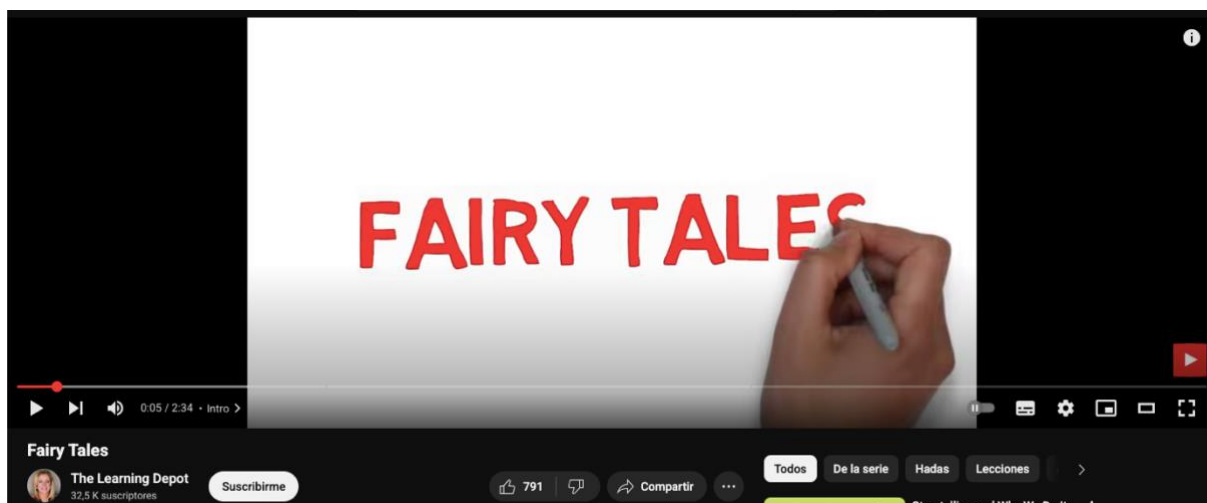 FAIRY TALES
0:05 / 2:34 • Intro >
Fairy Tales
The Learning Depot
32,5 K suscriptores
Suscribirme
791
Compartir
Todos
De la serie
Hadas
Lecciones